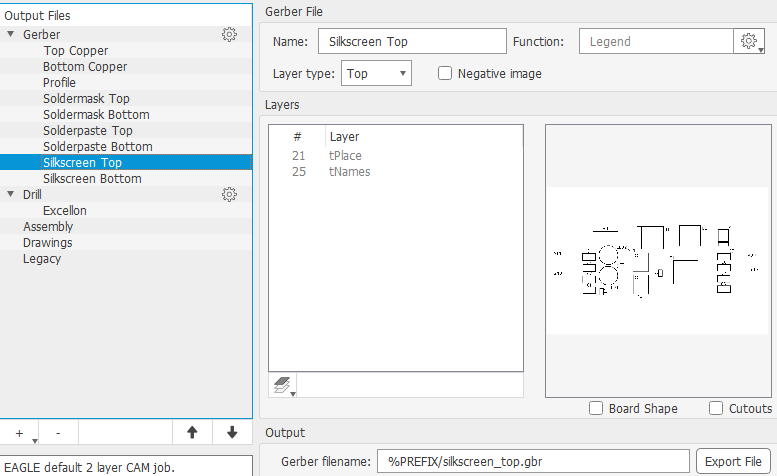 Output Files
Gerber
Top Copper
Bottom Copper
Profile
Soldermask Top
Soldermask Bottom
Solderpaste Top
Solderpaste Bottom
Silkscreen Top
Silkscreen Bottom
Drill
Excellon
Assembly
Drawings
Legacy
+ -
EAGLE default 2 layer CAM job.
Gerber File
Name: Silkscreen Top Function: Legend
Layer type: Top Negative image
Layers
# Layer
21 tPlace
25 tNames
Board Shape Cutouts
Output
Gerber filename: %PREFIX/silkscreen_top.gbr Export File